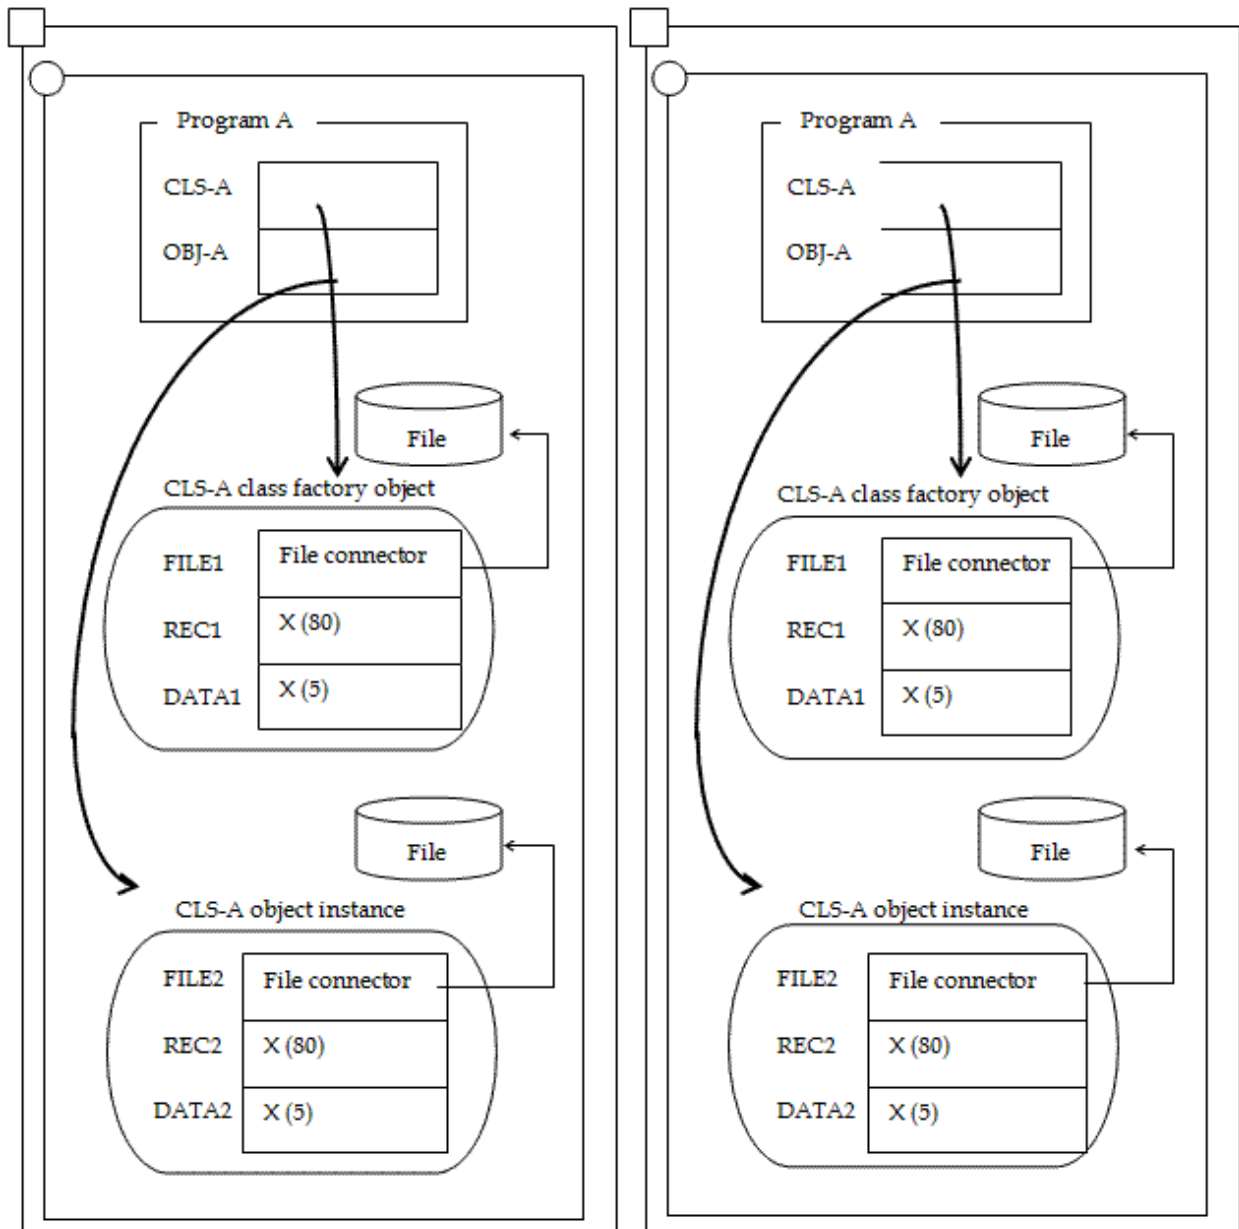 Program A
CLS-A
OBJ-A
File
CLS-A class factory object
FILE1 File connector
REC1 X (80)
DATA1 X (5)
File
CLS-A object instance
FILE2 File connector
REC2 X (80)
DATA2 X (5)
Program A
CLS-A
OBJ-A
File
CLS-A class factory object
FILE1 File connector
REC1 X (80)
DATA1 X (5)
File
CLS-A object instance
FILE2 File connector
REC2 X (80)
DATA2 X (5)